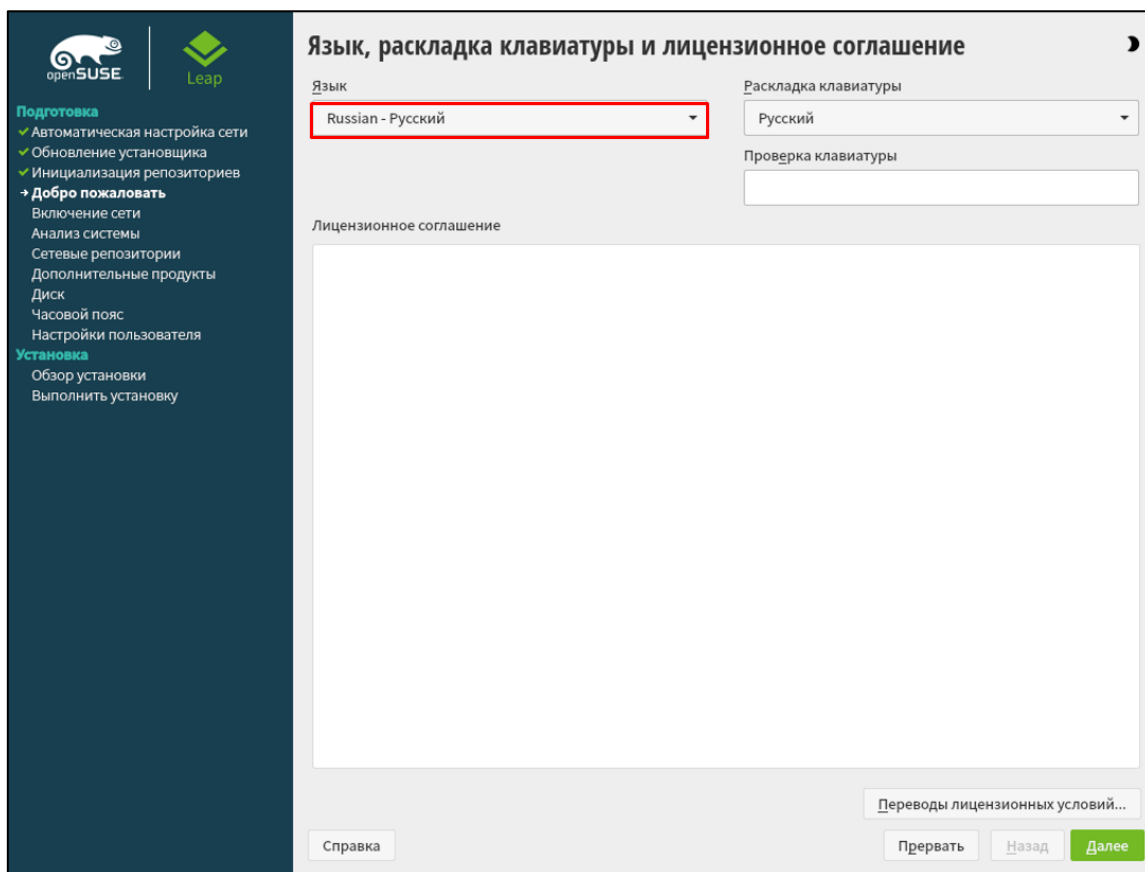 openSUSE
Leap
Подготовка
Автоматическая настройка сети
Обновление установщика
Инициализация репозиториев
Добро пожаловать
Включение сети
Анализ системы
Сетевые репозитории
Дополнительные продукты
Диск
Часовой пояс
Настройки пользователя
Установка
Обзор установки
Выполнить установку
Язык, раскладка клавиатуры и лицензионное соглашение
Язык
Russian - Русский
Раскладка клавиатуры
Русский
Проверка клавиатуры
Лицензионное соглашение
Переводы лицензионных условий...
Справка
Прервать
Назад
Далее